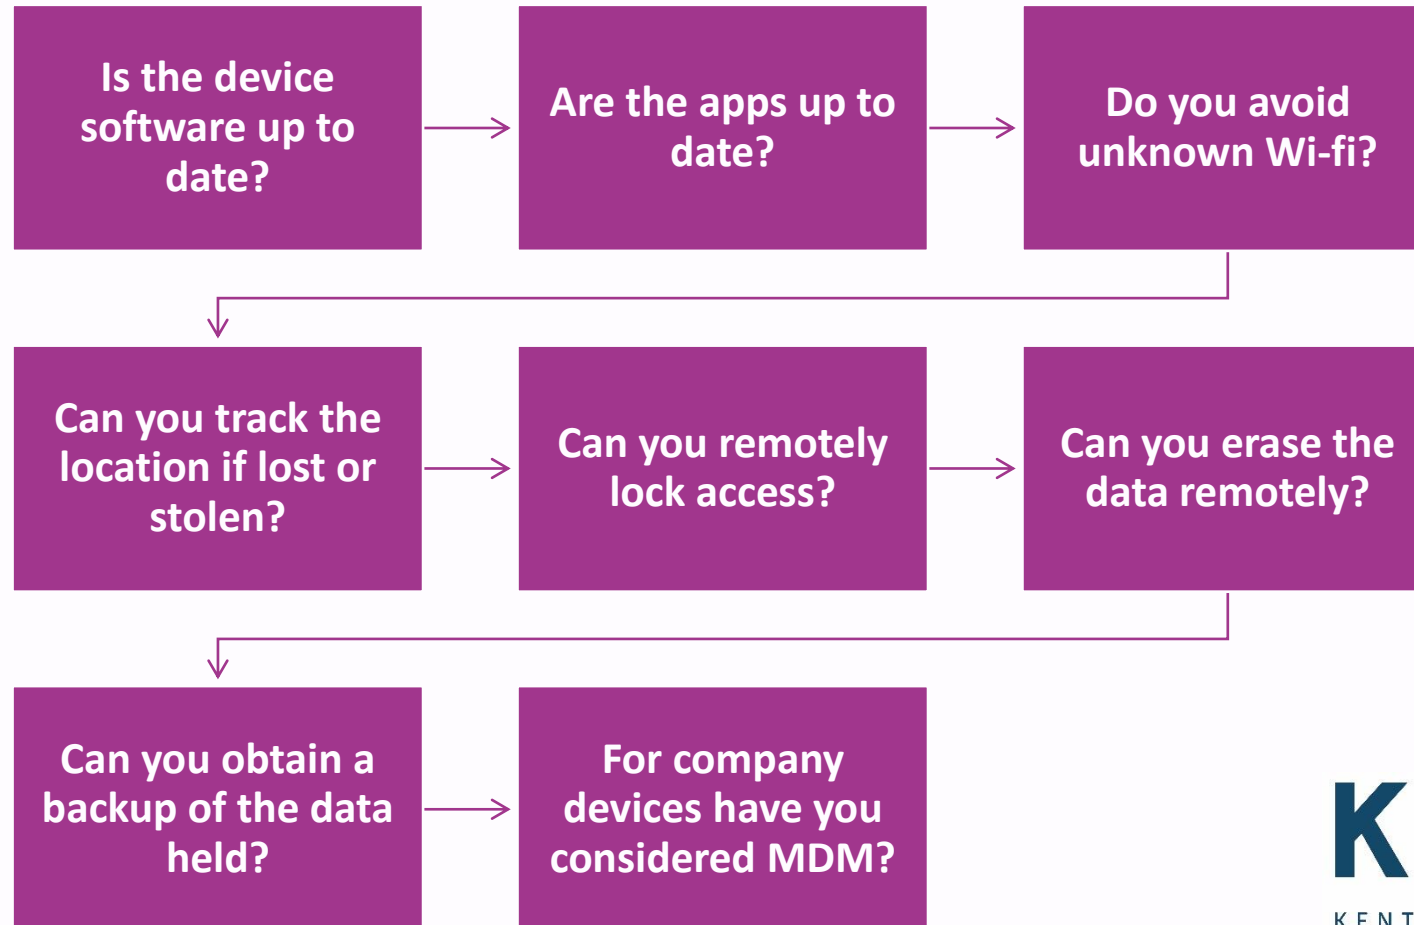 Is the device
software up to
date?
Are the apps up to
date?
Do you avoid
unknown Wi-fi?
Can you track the
location if lost or
stolen?
Can you remotely
lock access?
Can you erase the
data remotely?
Can you obtain a
backup of the data
held?
For company
devices have you
considered MDM?
K
KENT